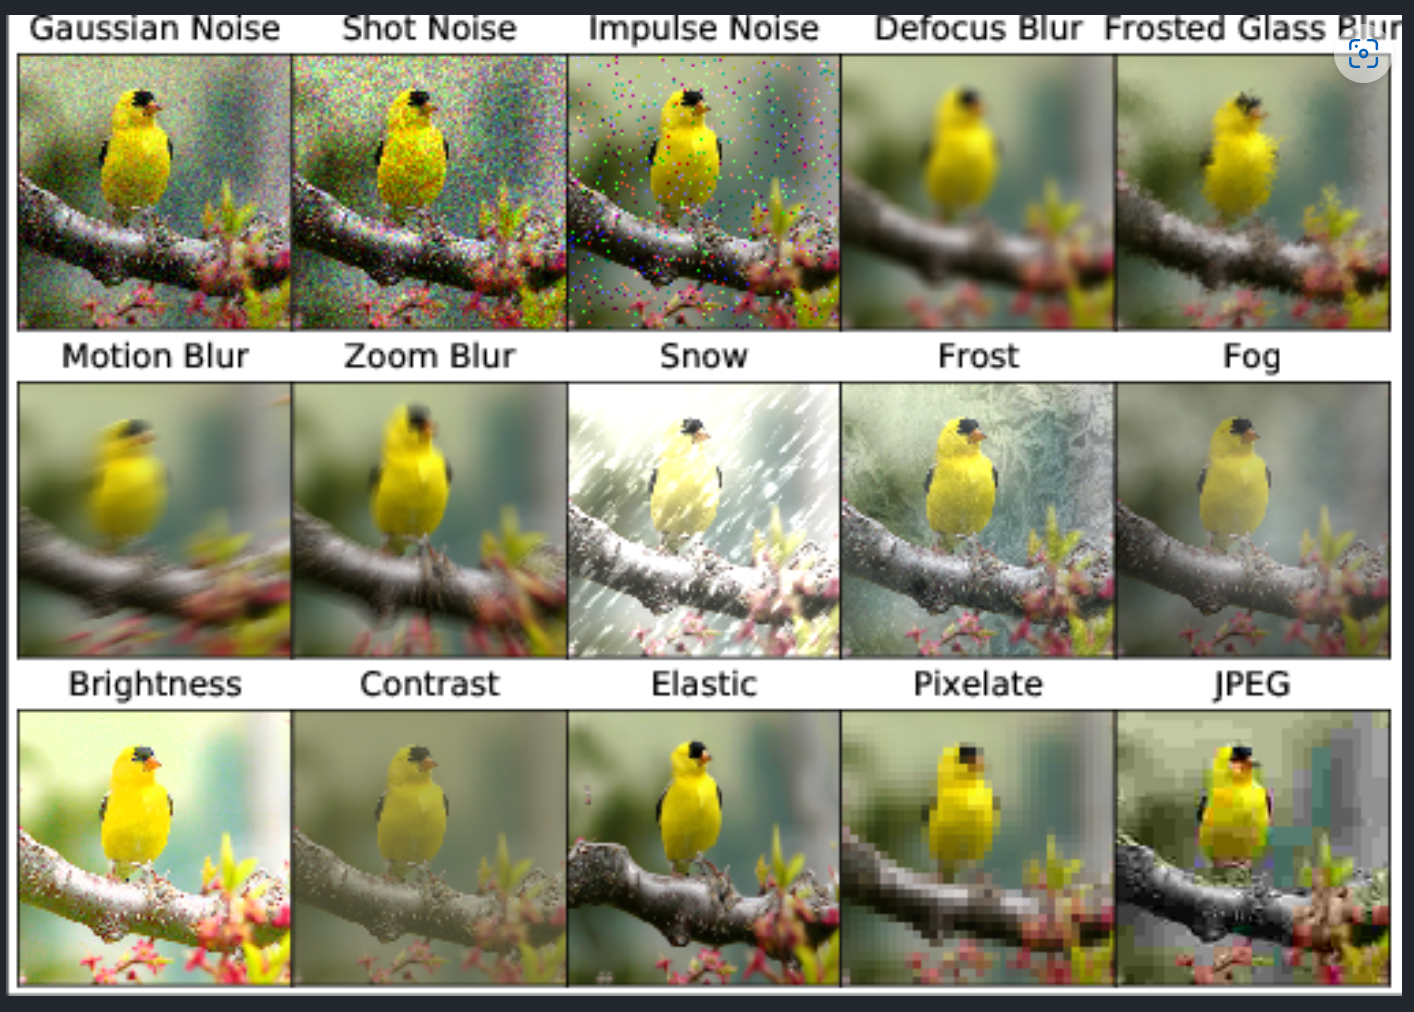 Gaussian Noise Shot Noise Impulse Noise Defocus Blur Frosted Glass Blur
Motion Blur Zoom Blur Snow Frost Fog
Brightness Contrast Elastic Pixelate JPEG